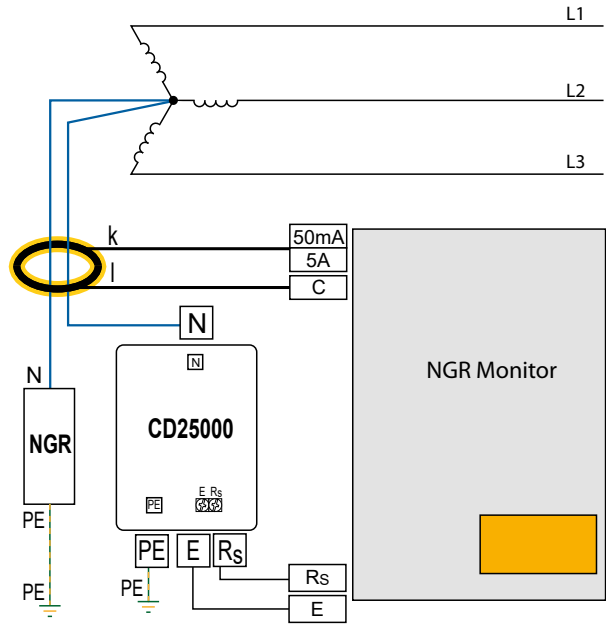 L1
L2
L3
k
50mA
5A
l
C
N
N
NGR Monitor
N
CD25000
NGR
E Rs
PE
PE
PE E Rs
Rs
PE
PE
E